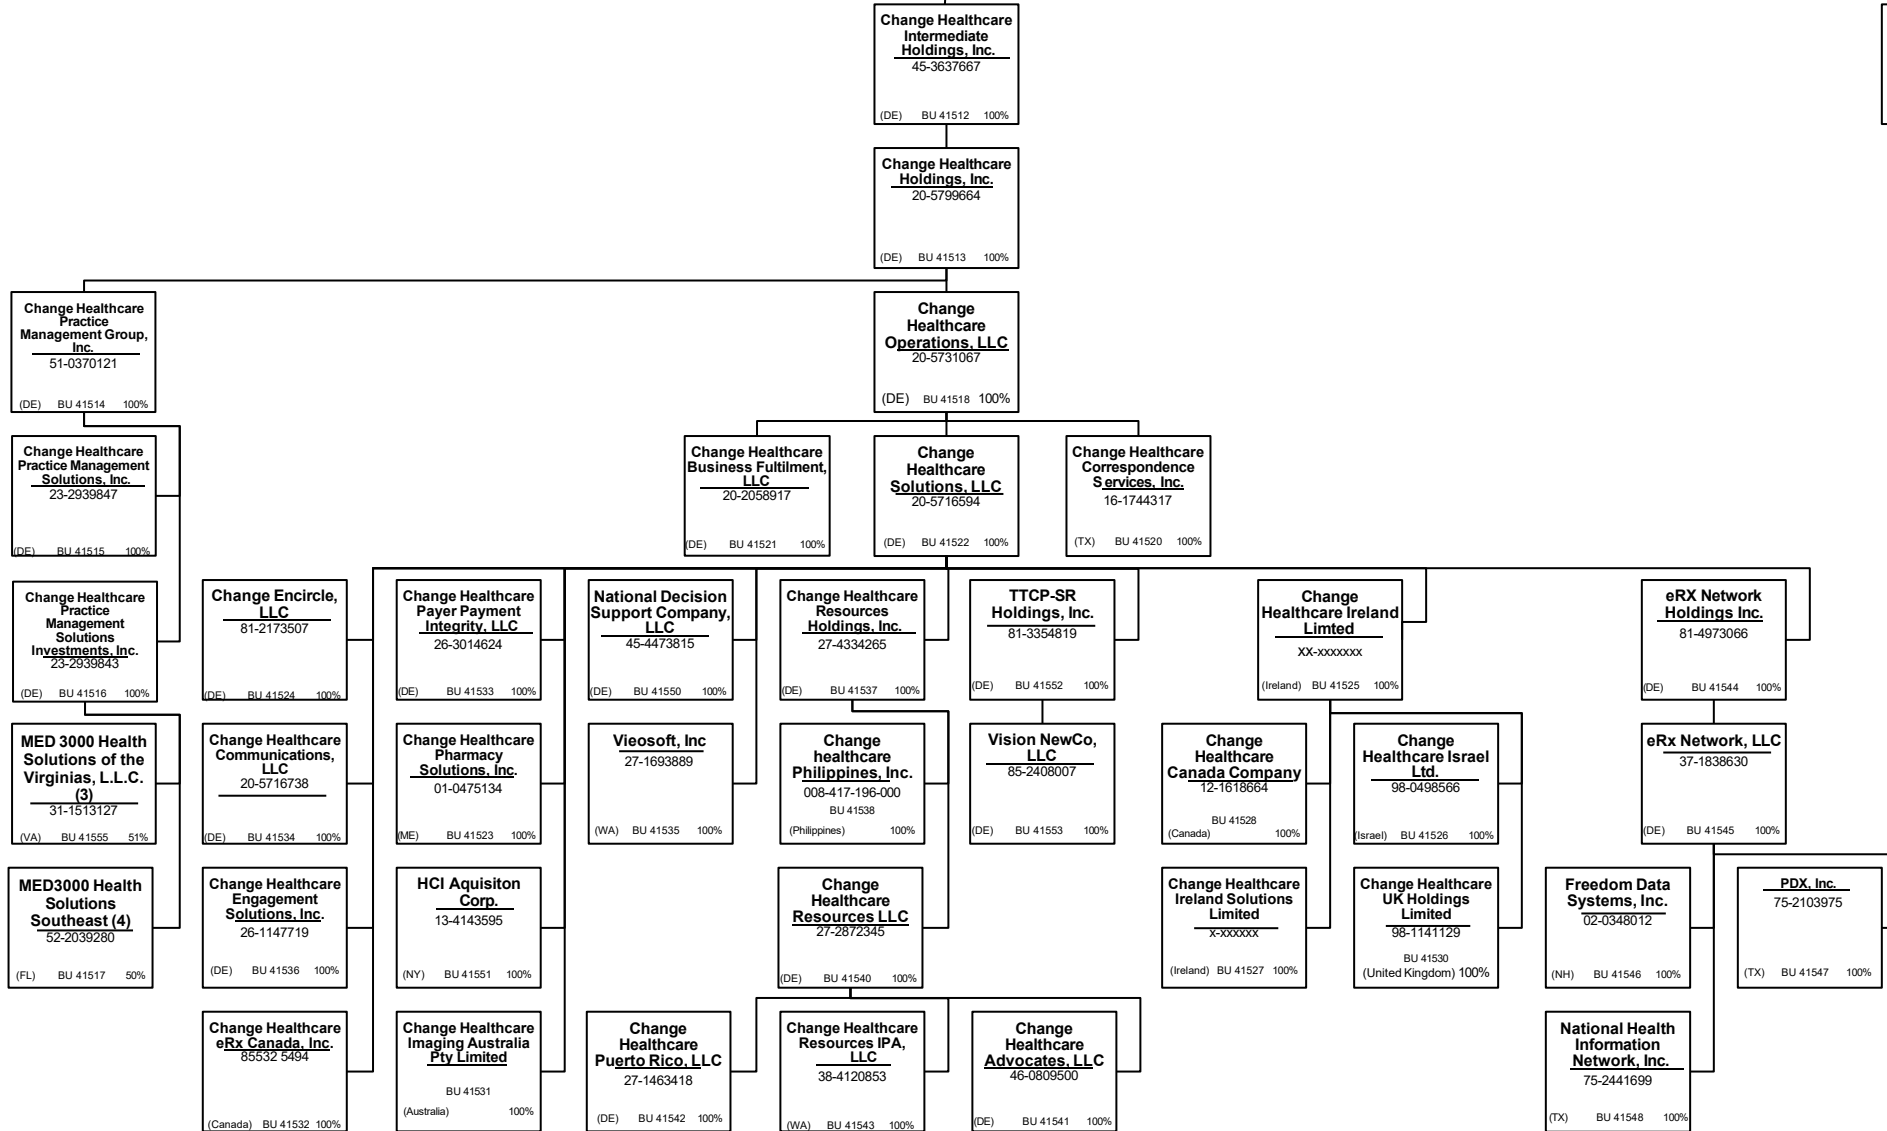 Change Healthcare
Intermediate
Holdings, Inc.
45-3637667
(DE) BU 41512 100%
Change Healthcare
Holdings, Inc.
20-5799664
(DE) BU 41513 100%
Change Healthcare
Practice
Management Group,
Inc.
51-0370121
(DE) BU 41514 100%
Change
Healthcare
Operations, LLC
20-5731067
(DE) BU 41518 100%
Change Healthcare
Practice Management
Solutions, Inc.
23-2939847
(DE) BU 41515 100%
Change Healthcare
Business Fultilment,
LLC
20-2058917
(DE) BU 41521 100%
Change
Healthcare
Solutions, LLC
20-5716594
(DE) BU 41522 100%
Change Healthcare
Correspondence
Services, Inc.
16-1744317
(TX) BU 41520 100%
Change Healthcare
Practice
Management
Solutions
Investments, Inc.
23-2939843
(DE) BU 41516 100%
Change Encircle,
LLC
81-2173507
(DE) BU 41524 100%
Change Healthcare
Payer Payment
Integrity, LLC
26-3014624
(DE) BU 41533 100%
National Decision
Support Company,
LLC
45-4473815
(DE) BU 41550 100%
Change Healthcare
Resources
Holdings, Inc.
27-4334265
(DE) BU 41537 100%
TTCP-SR
Holdings, Inc.
81-3354819
(DE) BU 41552 100%
Change
Healthcare Ireland
Limted
XX-xxxxxxx
(Ireland) BU 41525 100%
eRX Network
Holdings Inc.
81-4973066
(DE) BU 41544 100%
MED 3000 Health
Solutions of the
Virginias, L.L.C.
(3)
31-1513127
(VA) BU 41555 51%
Change Healthcare
Communications,
LLC
20-5716738
(DE) BU 41534 100%
Change Healthcare
Pharmacy
Solutions, Inc.
01-0475134
(ME) BU 41523 100%
Vieosoft, Inc
27-1693889
(WA) BU 41535 100%
Change
healthcare
Philippines, Inc.
008-417-196-000
BU 41538
(Philippines) 100%
Vision NewCo,
LLC
85-2408007
(DE) BU 41553 100%
Change
Healthcare
Canada Company
12-1618664
BU 41528
(Canada) 100%
Change
Healthcare Israel
Ltd.
98-0498566
(Israel) BU 41526 100%
eRx Network, LLC
37-1838630
(DE) BU 41545 100%
MED3000 Health
Solutions
Southeast (4)
52-2039280
(FL) BU 41517 50%
Change Healthcare
Engagement
Solutions, Inc.
26-1147719
(DE) BU 41536 100%
HCI Aquisiton
Corp.
13-4143595
(NY) BU 41551 100%
Change
Healthcare
Resources LLC
27-2872345
(DE) BU 41540 100%
Change Healthcare
Ireland Solutions
Limited
x-xxxxxx
(Ireland) BU 41527 100%
Change Healthcare
UK Holdings
Limited
98-1141129
BU 41530
(United Kingdom) 100%
Freedom Data
Systems, Inc.
02-0348012
(NH) BU 41546 100%
PDX, Inc.
75-2103975
(TX) BU 41547 100%
Change Healthcare
eRx Canada, Inc.
85532 5494
(Canada) BU 41532 100%
Change Healthcare
Imaging Australia
Pty Limited
BU 41531
(Australia) 100%
Change
Healthcare
Puerto Rico, LLC
27-1463418
(DE) BU 41542 100%
Change Healthcare
Resources IPA,
LLC
38-4120853
(WA) BU 41543 100%
Change
Healthcare
Advocates, LLC
46-0809500
(DE) BU 41541 100%
National Health
Information
Network, Inc.
75-2441699
(TX) BU 41548 100%